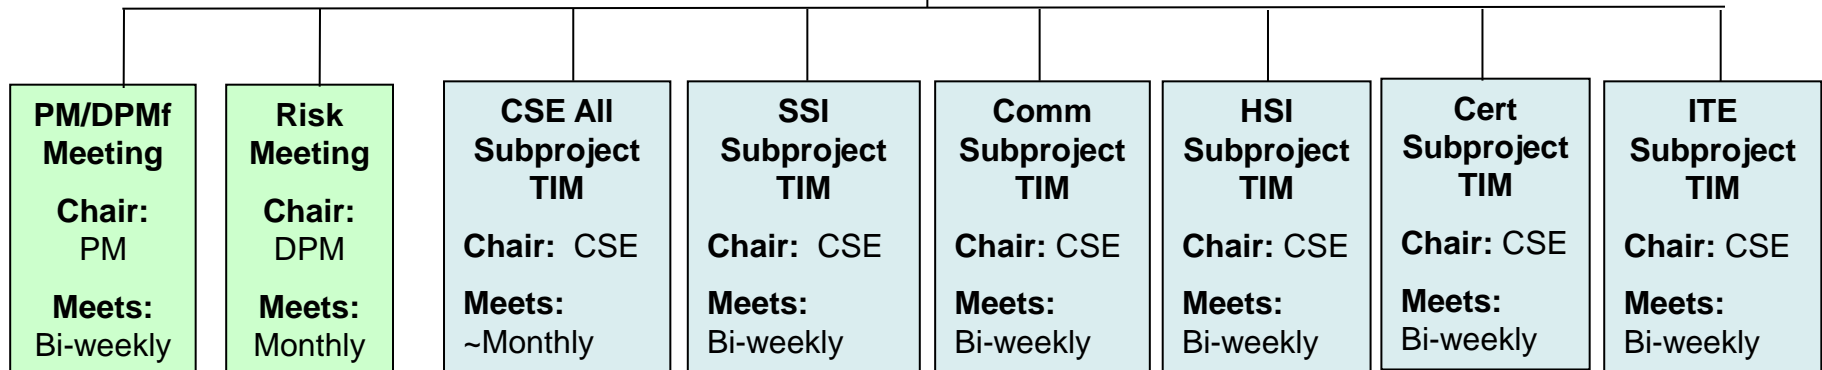 PM/DPMf
Meeting
Chair:
PM
Meets:
Bi-weekly
Risk
Meeting
Chair:
DPM
Meets:
Monthly
CSE All
Subproject
TIM
Chair: CSE
Meets:
~Monthly
SSI
Subproject
TIM
Chair: CSE
Meets:
Bi-weekly
Comm
Subproject
TIM
Chair: CSE
Meets:
Bi-weekly
HSI
Subproject
TIM
Chair: CSE
Meets:
Bi-weekly
Cert
Subproject
TIM
Chair: CSE
Meets:
Bi-weekly
ITE
Subproject
TIM
Chair: CSE
Meets:
Bi-weekly